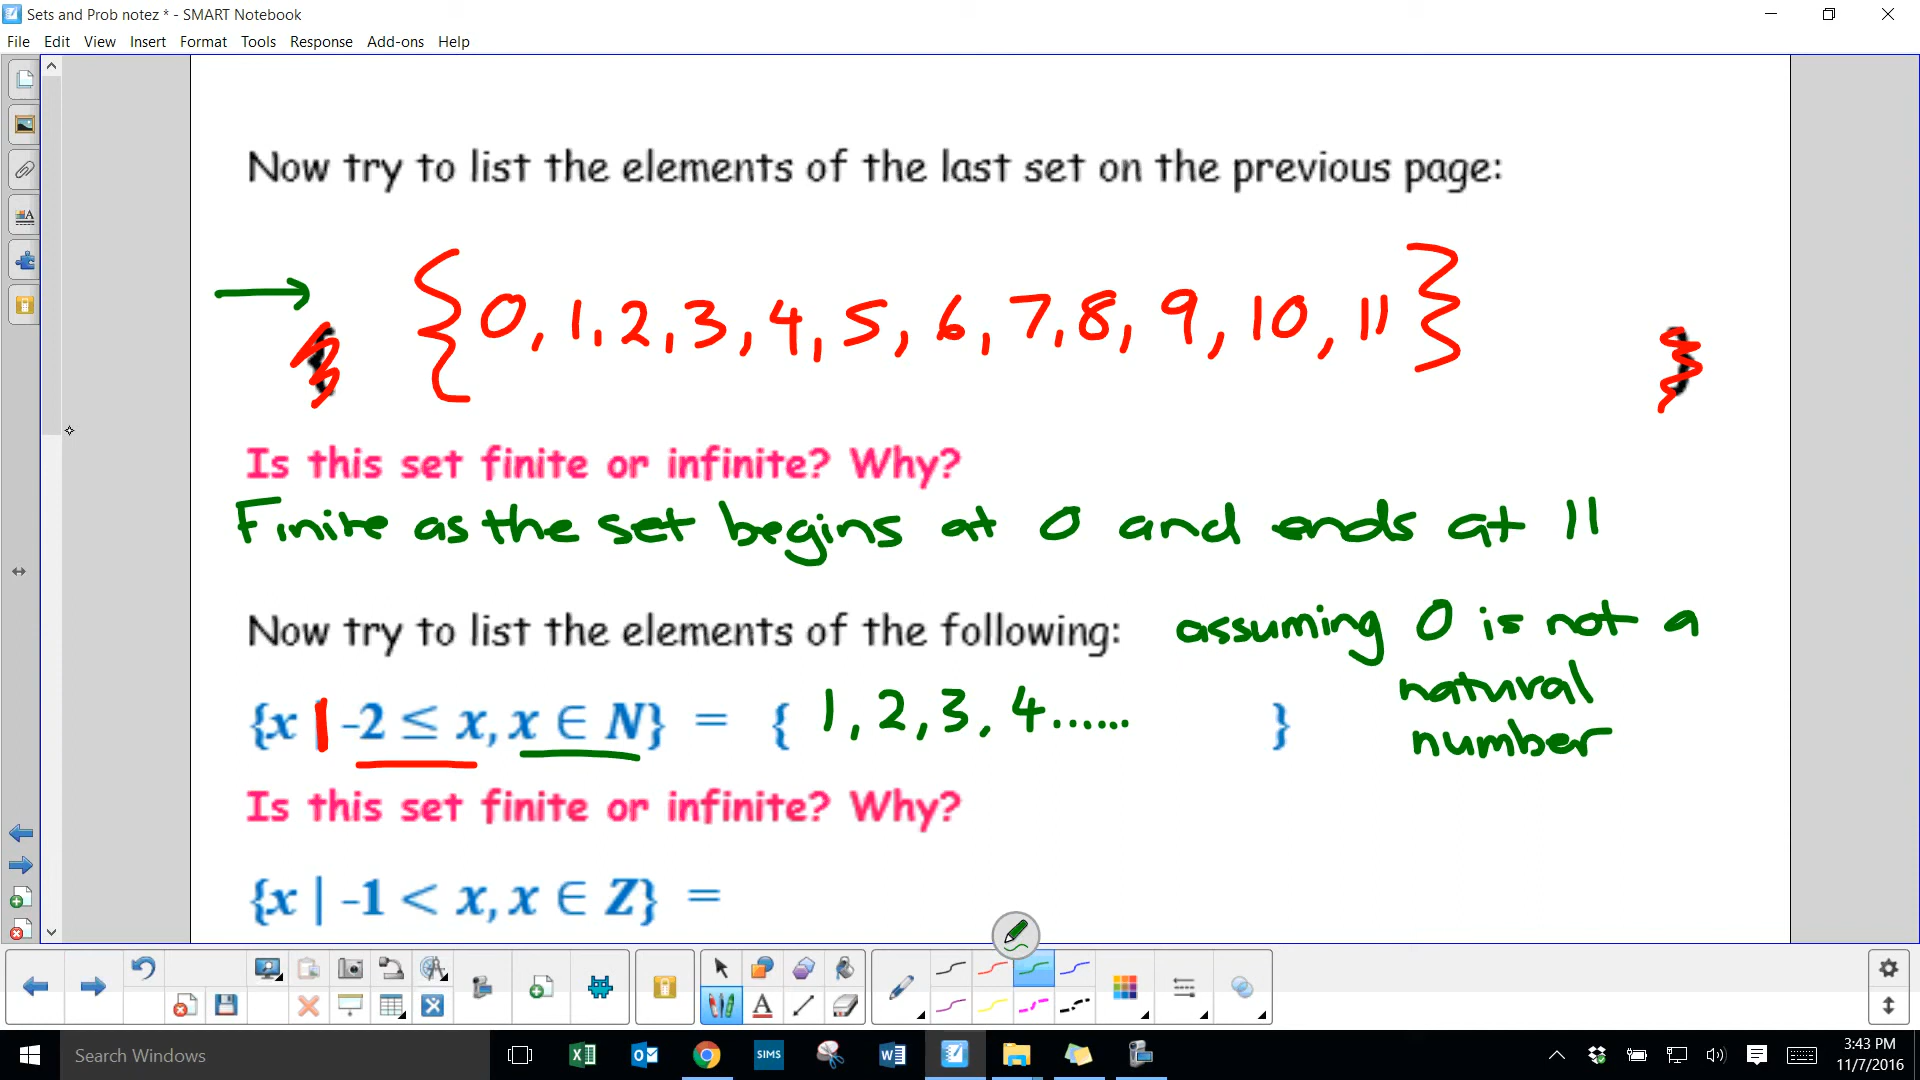 Sets and Prob notez * - SMART Notebook
File Edit View Insert Format Tools Response Add-ons Help
Now try to list the elements of the last set on the previous page:
{0, 1, 2, 3, 4, 5, 6, 7, 8, 9, 10, 11}
Is this set finite or infinite? Why?
Finite as the set begins at 0 and ends at 11
Now try to list the elements of the following:
assuming 0 is not a
natural
number
{x | -2 ≤ x, x ∈ N} = { 1, 2, 3, 4...... }
Is this set finite or infinite? Why?
{x | -1 < x, x ∈ Z} =
Search Windows
SIMS
3:43 PM
11/7/2016